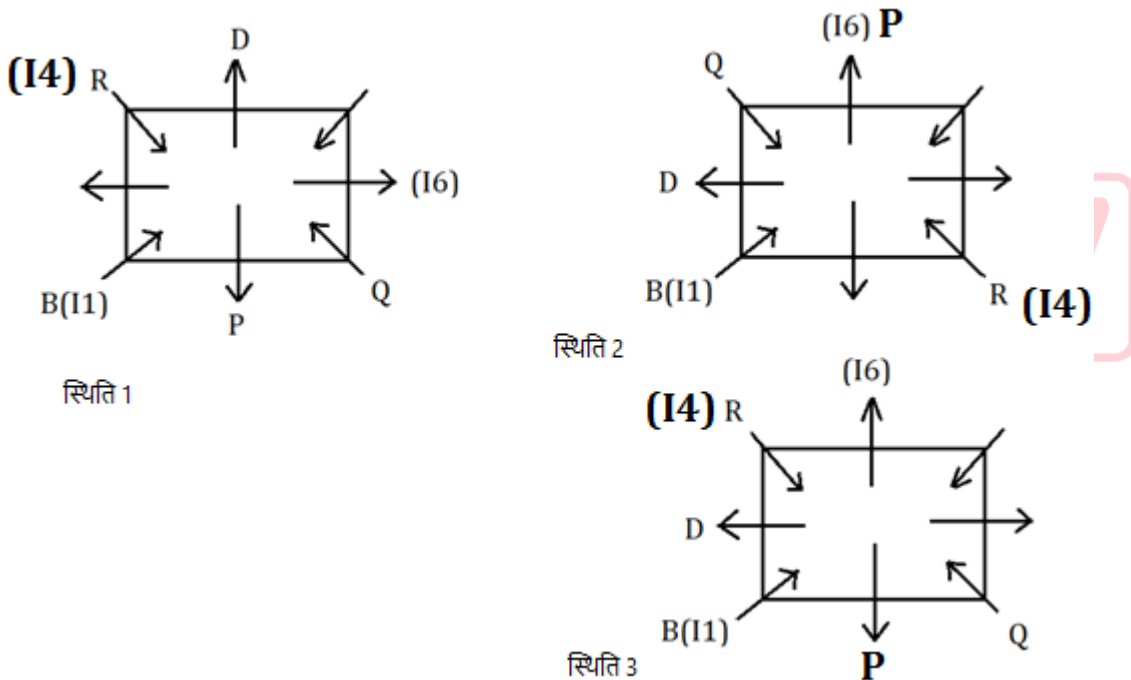 D
(I4) R
(I6)
B(I1)
Q
P
स्थिति 1
(I6) P
Q
D
B(I1)
R (I4)
स्थिति 2
(I6)
(I4) R
D
B(I1)
Q
P
स्थिति 3